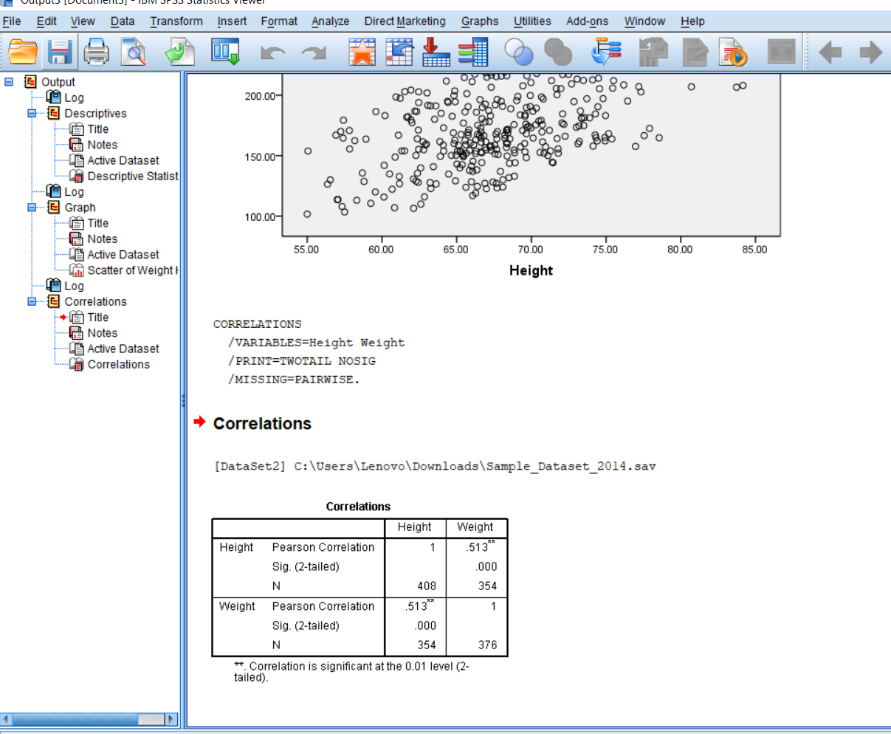 Output3 [Document3] - IBM SPSS Statistics Viewer
File Edit View Data Transform Insert Format Analyze Direct Marketing Graphs Utilities Add-ons Window Help
Output
Log
Descriptives
Title
Notes
Active Dataset
Descriptive Statist
Log
Graph
Title
Notes
Active Dataset
Scatter of Weight
Log
Correlations
Title
Notes
Active Dataset
Correlations
200.00
150.00
100.00
55.00 60.00 65.00 70.00 75.00 80.00 85.00
Height
CORRELATIONS
/VARIABLES=Height Weight
/PRINT=TWOTAIL NOSIG
/MISSING=PAIRWISE.
Correlations
[DataSet2] C:\Users\Lenovo\Downloads\Sample_Dataset_2014.sav
Correlations
Height Weight
Height Pearson Correlation 1 .513**
Sig. (2-tailed) .000
N 408 354
Weight Pearson Correlation .513** 1
Sig. (2-tailed) .000
N 354 376
**. Correlation is significant at the 0.01 level (2-
tailed).